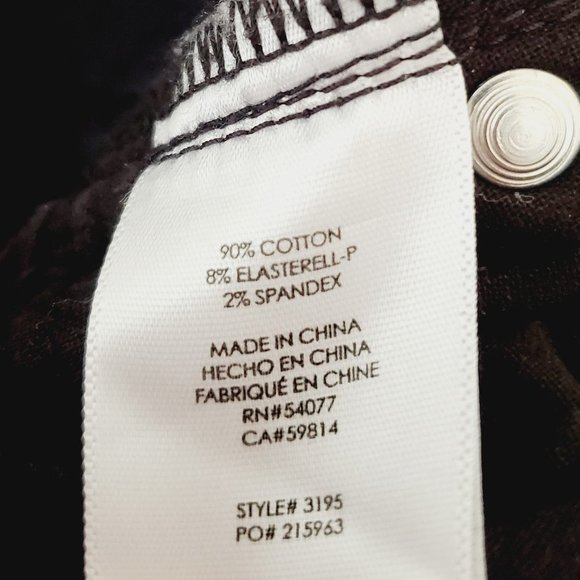 90% COTTON
8% ELASTERELL-P
2% SPANDEX
MADE IN CHINA
HECHO EN CHINA
FABRIQUÉ EN CHINE
RN#54077
CA#59814
STYLE# 3195
PO# 215963